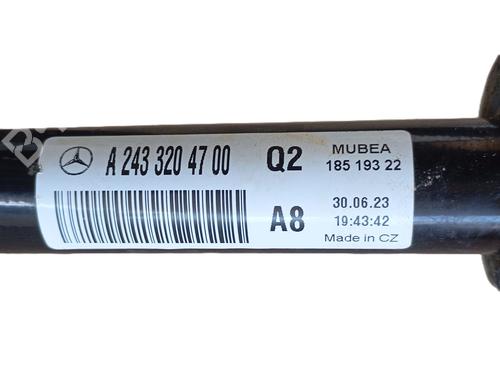 A 243 320 47 00 Q2 MUBEA
185 193 22
A8 30.06.23
19:43:42
Made in CZ